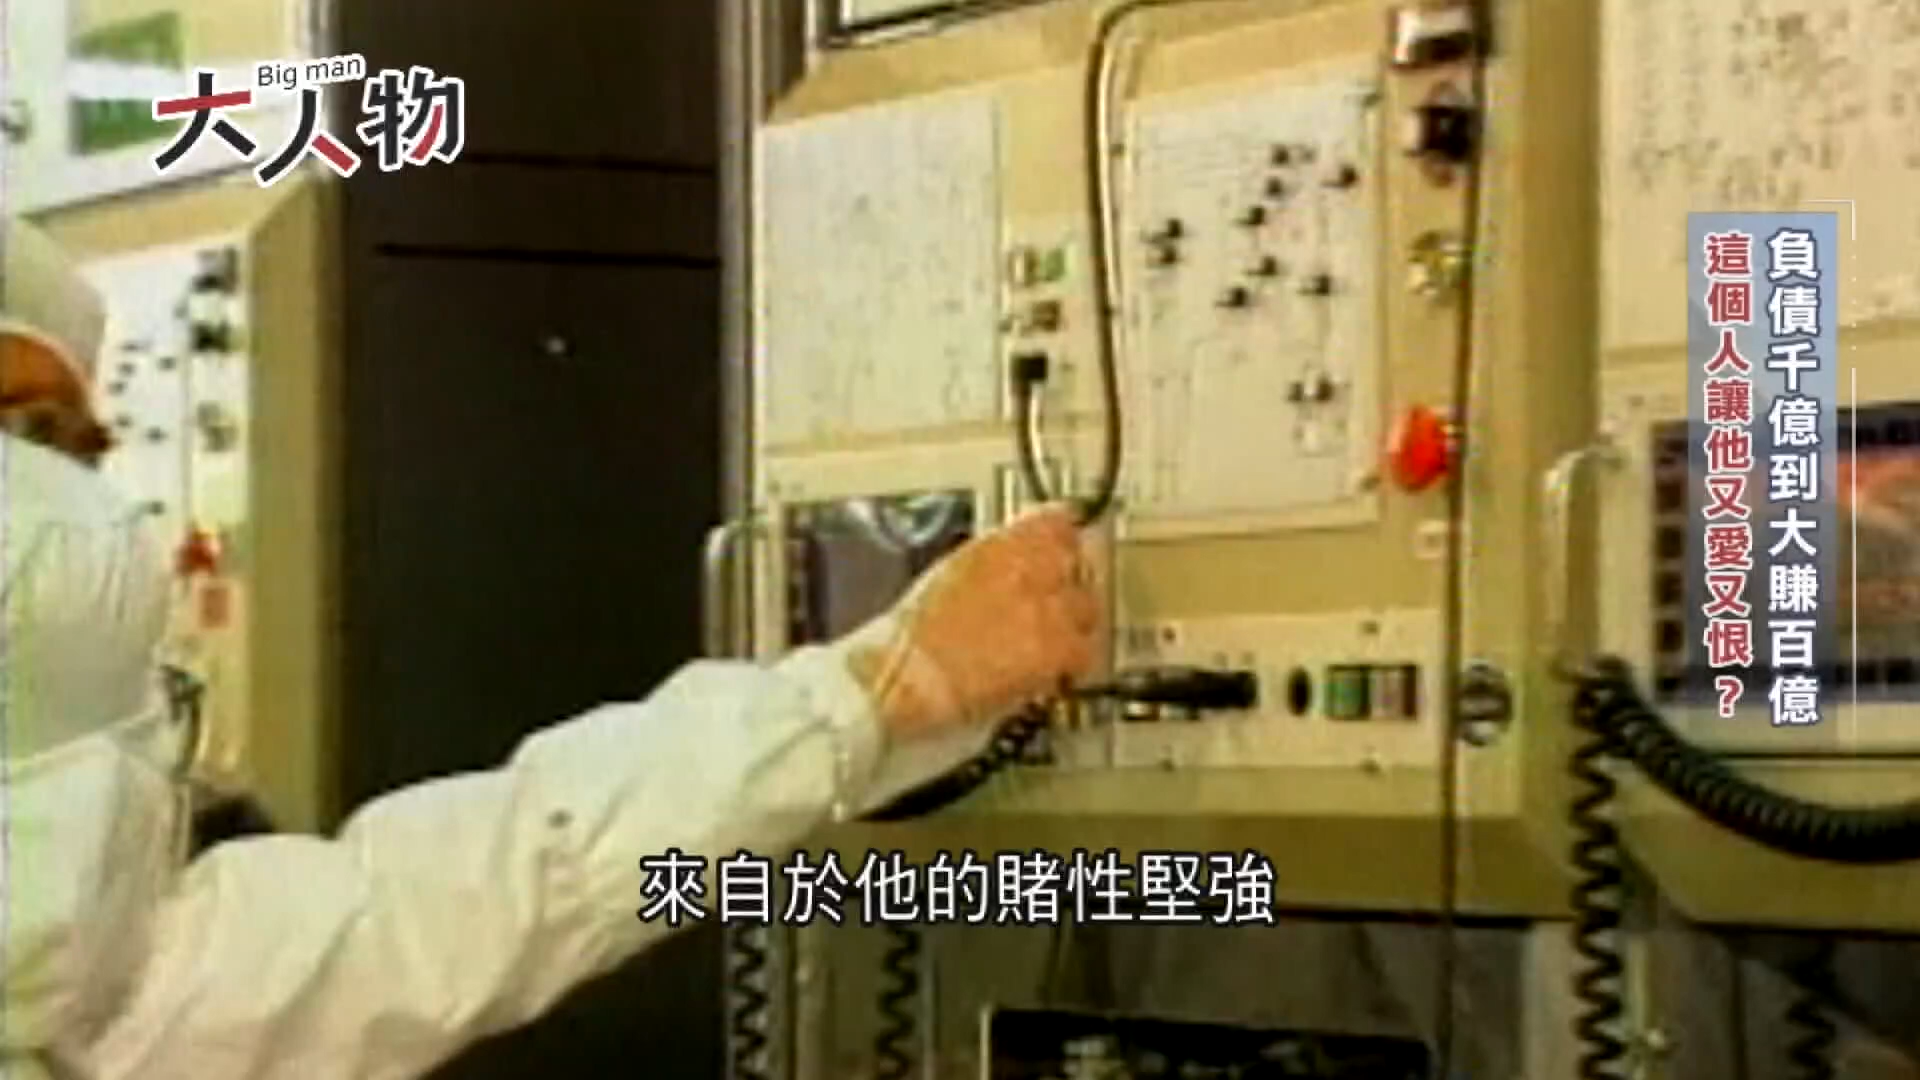 Big man
大人物
負債千億到大賺百億
這個人讓他又愛又恨?
來自於他的賭性堅強